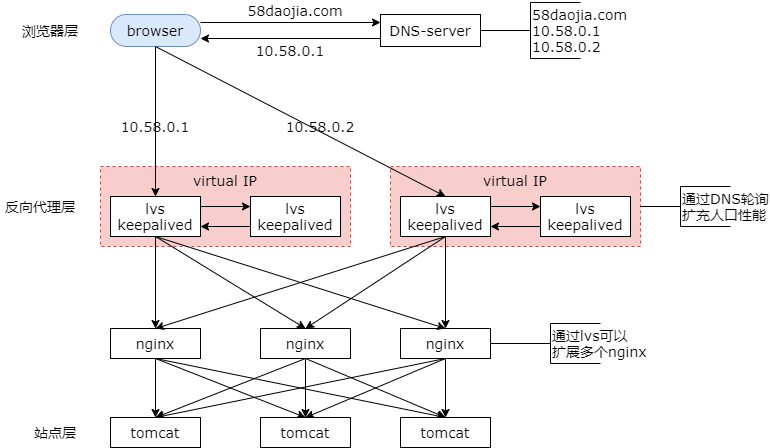 浏览器层
browser
58daojia.com
10.58.0.1
DNS-server
58daojia.com
10.58.0.1
10.58.0.2
10.58.0.1
10.58.0.2
反向代理层
virtual IP
lvs
keepalived
lvs
keepalived
virtual IP
lvs
keepalived
lvs
keepalived
通过DNS轮询
扩充人口性能
nginx
nginx
nginx
通过lvs可以
扩展多个nginx
站点层
tomcat
tomcat
tomcat